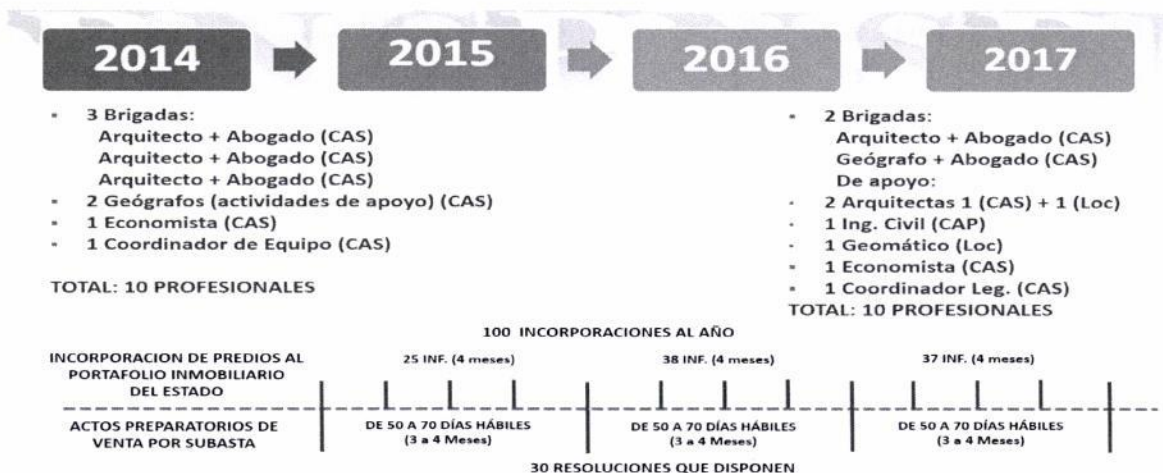 2014
2015
2016
2017
3 Brigadas:
Arquitecto + Abogado (CAS)
Arquitecto + Abogado (CAS)
Arquitecto + Abogado (CAS)
2 Geógrafos (actividades de apoyo) (CAS)
1 Economista (CAS)
1 Coordinador de Equipo (CAS)
TOTAL: 10 PROFESIONALES
2 Brigadas:
Arquitecto + Abogado (CAS)
Geógrafo + Abogado (CAS)
De apoyo:
2 Arquitectas 1 (CAS) + 1 (Loc)
1 Ing. Civil (CAP)
1 Geomático (Loc)
1 Economista (CAS)
1 Coordinador Leg. (CAS)
TOTAL: 10 PROFESIONALES
100 INCORPORACIONES AL AÑO
INCORPORACION DE PREDIOS AL
PORTAFOLIO INMOBILIARIO
DEL ESTADO
25 INF. (4 meses)
38 INF. (4 meses)
37 INF. (4 meses)
ACTOS PREPARATORIOS DE
VENTA POR SUBASTA
DE 50 A 70 DÍAS HÁBILES
(3 a 4 Meses)
DE 50 A 70 DÍAS HÁBILES
(3 a 4 Meses)
DE 50 A 70 DÍAS HÁBILES
(3 a 4 Meses)
30 RESOLUCIONES QUE DISPONEN